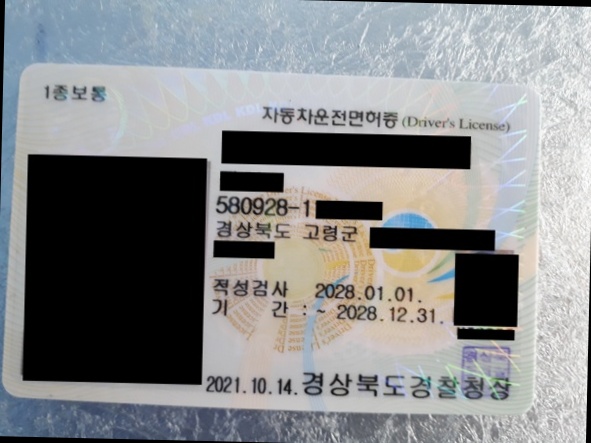 1종보통
자동차운전면허증 (Driver's License)
580928-1
경상북도 고령군
적성검사 2028.01.01.
기 간 : ~ 2028.12.31.
2021.10.14. 경상북도경찰청장